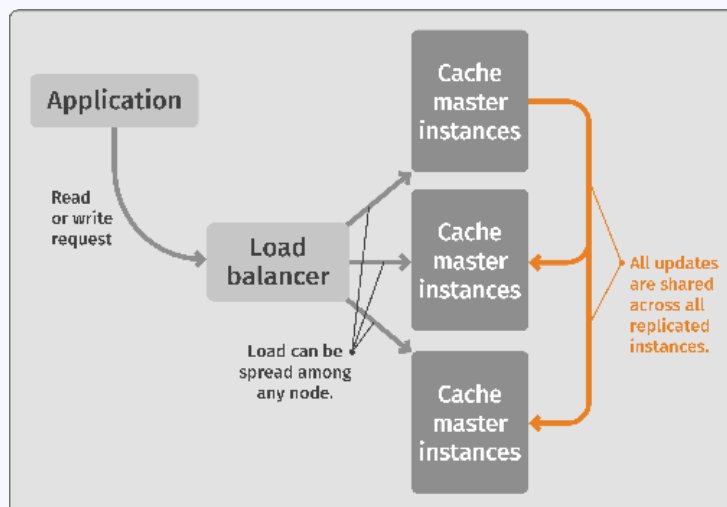 Application
Read
or write
request
Load
balancer
Load can be
spread among
any node.
Cache
master
instances
Cache
master
instances
Cache
master
instances
All updates
are shared
across all
replicated
instances.